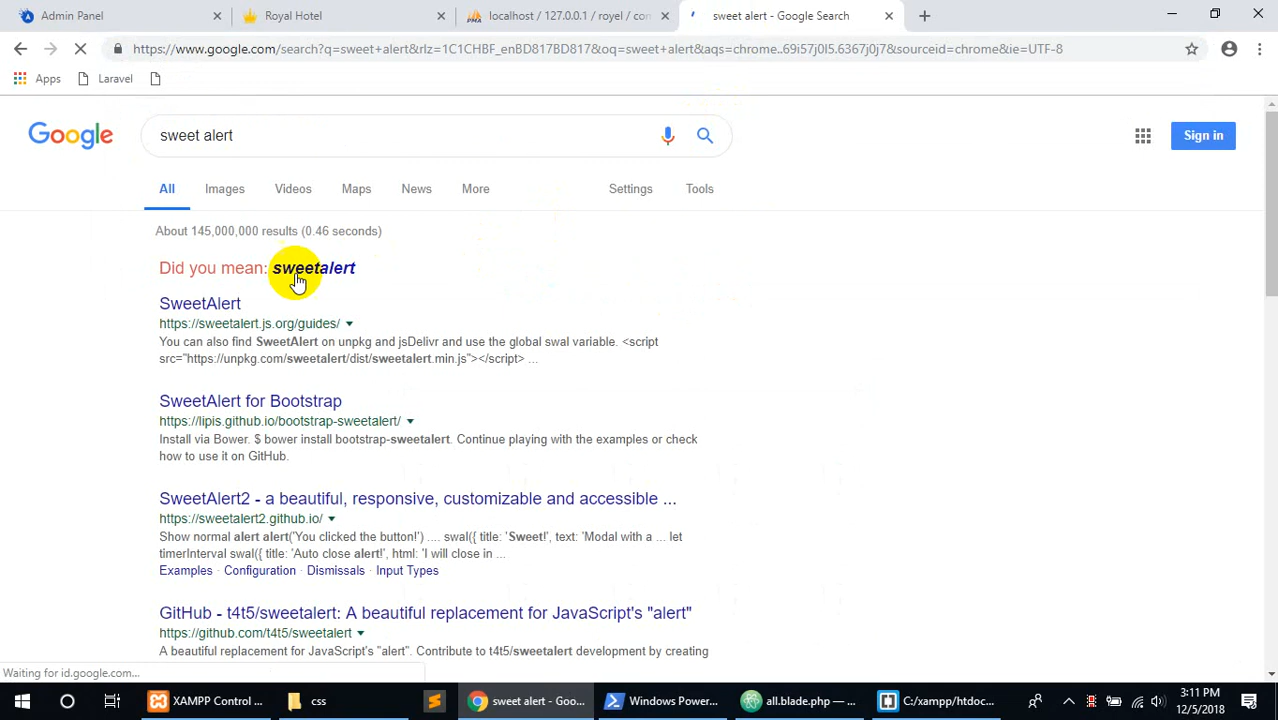 Admin Panel
Royal Hotel
localhost / 127.0.0.1 / royel / con
sweet alert - Google Search
https://www.google.com/search?q=sweet+alert&rlz=1C1CHBF_enBD817BD817&oq=sweet+alert&aqs=chrome..69i57j0l5.6367j0j7&sourceid=chrome&ie=UTF-8
Apps
Laravel
Google
sweet alert
Sign in
All
Images
Videos
Maps
News
More
Settings
Tools
About 145,000,000 results (0.46 seconds)
Did you mean: sweetalert
SweetAlert
https://sweetalert.js.org/guides/
You can also find SweetAlert on unpkg and jsDelivr and use the global swal variable. <script
src="https://unpkg.com/sweetalert/dist/sweetalert.min.js"></script> ...
SweetAlert for Bootstrap
https://lipis.github.io/bootstrap-sweetalert/
Install via Bower. $ bower install bootstrap-sweetalert. Continue playing with the examples or check
how to use it on GitHub.
SweetAlert2 - a beautiful, responsive, customizable and accessible ...
https://sweetalert2.github.io/
Show normal alert alert('You clicked the button!') .... swal({ title: 'Sweet!', text: 'Modal with a ... let
timerInterval swal({ title: 'Auto close alert!', html: 'I will close in ...
Examples · Configuration · Dismissals · Input Types
GitHub - t4t5/sweetalert: A beautiful replacement for JavaScript's "alert"
https://github.com/t4t5/sweetalert
A beautiful replacement for JavaScript's "alert". Contribute to t4t5/sweetalert development by creating
Waiting for id.google.com...
XAMPP Control ...
css
sweet alert - Goo...
Windows Power...
all.blade.php — ...
C:/xampp/htdoc...
3:11 PM
12/5/2018